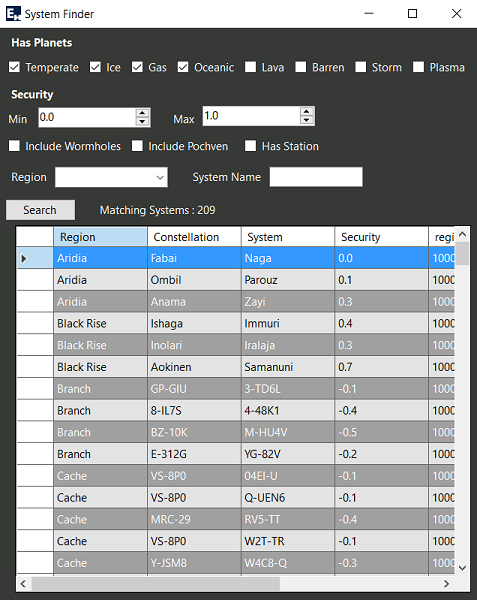 Ex System Finder
Has Planets
Temperate Ice Gas Oceanic Lava Barren Storm Plasma
Security
Min 0.0 Max 1.0
Include Wormholes Include Pochven Has Station
Region System Name
Search Matching Systems : 209
Region Constellation System Security regi
Aridia Fabai Naga 0.0 1000
Aridia Ombil Parouz 0.1 1000
Aridia Anama Zayi 0.3 1000
Black Rise Ishaga Immuri 0.4 1000
Black Rise Inolari Iralaja 0.3 1000
Black Rise Aokinen Samanuni 0.7 1000
Branch GP-GIU 3-TD6L -0.1 1000
Branch 8-IL7S 4-48K1 -0.4 1000
Branch BZ-10K M-HU4V -0.5 1000
Branch E-312G YG-82V -0.2 1000
Cache VS-8P0 04EI-U -0.1 1000
Cache VS-8P0 Q-UEN6 -0.1 1000
Cache MRC-29 RV5-TT -0.4 1000
Cache VS-8P0 W2T-TR -0.1 1000
Cache Y-JSM8 W4C8-Q -0.3 1000